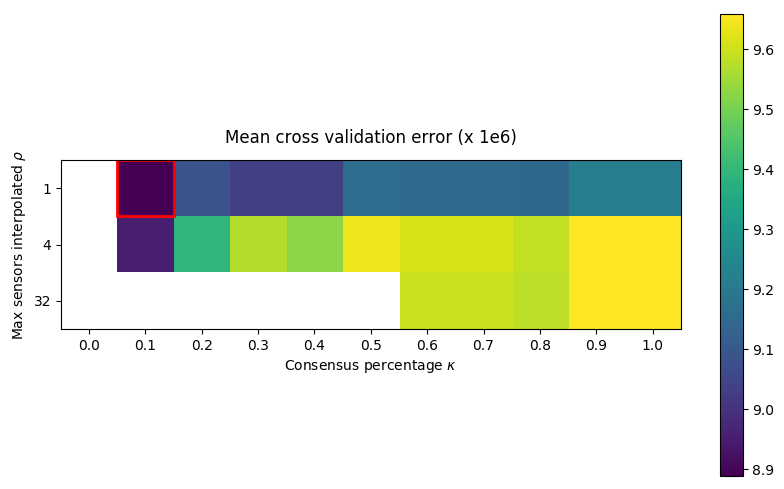 Mean cross validation error (x 1e6)
Max sensors interpolated ρ
1
4
32
0.0 0.1 0.2 0.3 0.4 0.5 0.6 0.7 0.8 0.9 1.0
Consensus percentage κ
9.6
9.5
9.4
9.3
9.2
9.1
9.0
8.9